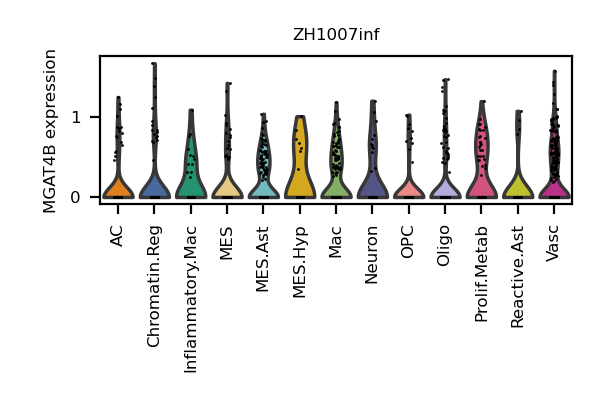 ZH1007inf
MGAT4B expression
1
0
AC
Chromatin.Reg
Inflammatory.Mac
MES
MES.Ast
MES.Hyp
Mac
Neuron
OPC
Oligo
Prolif.Metab
Reactive.Ast
Vasc